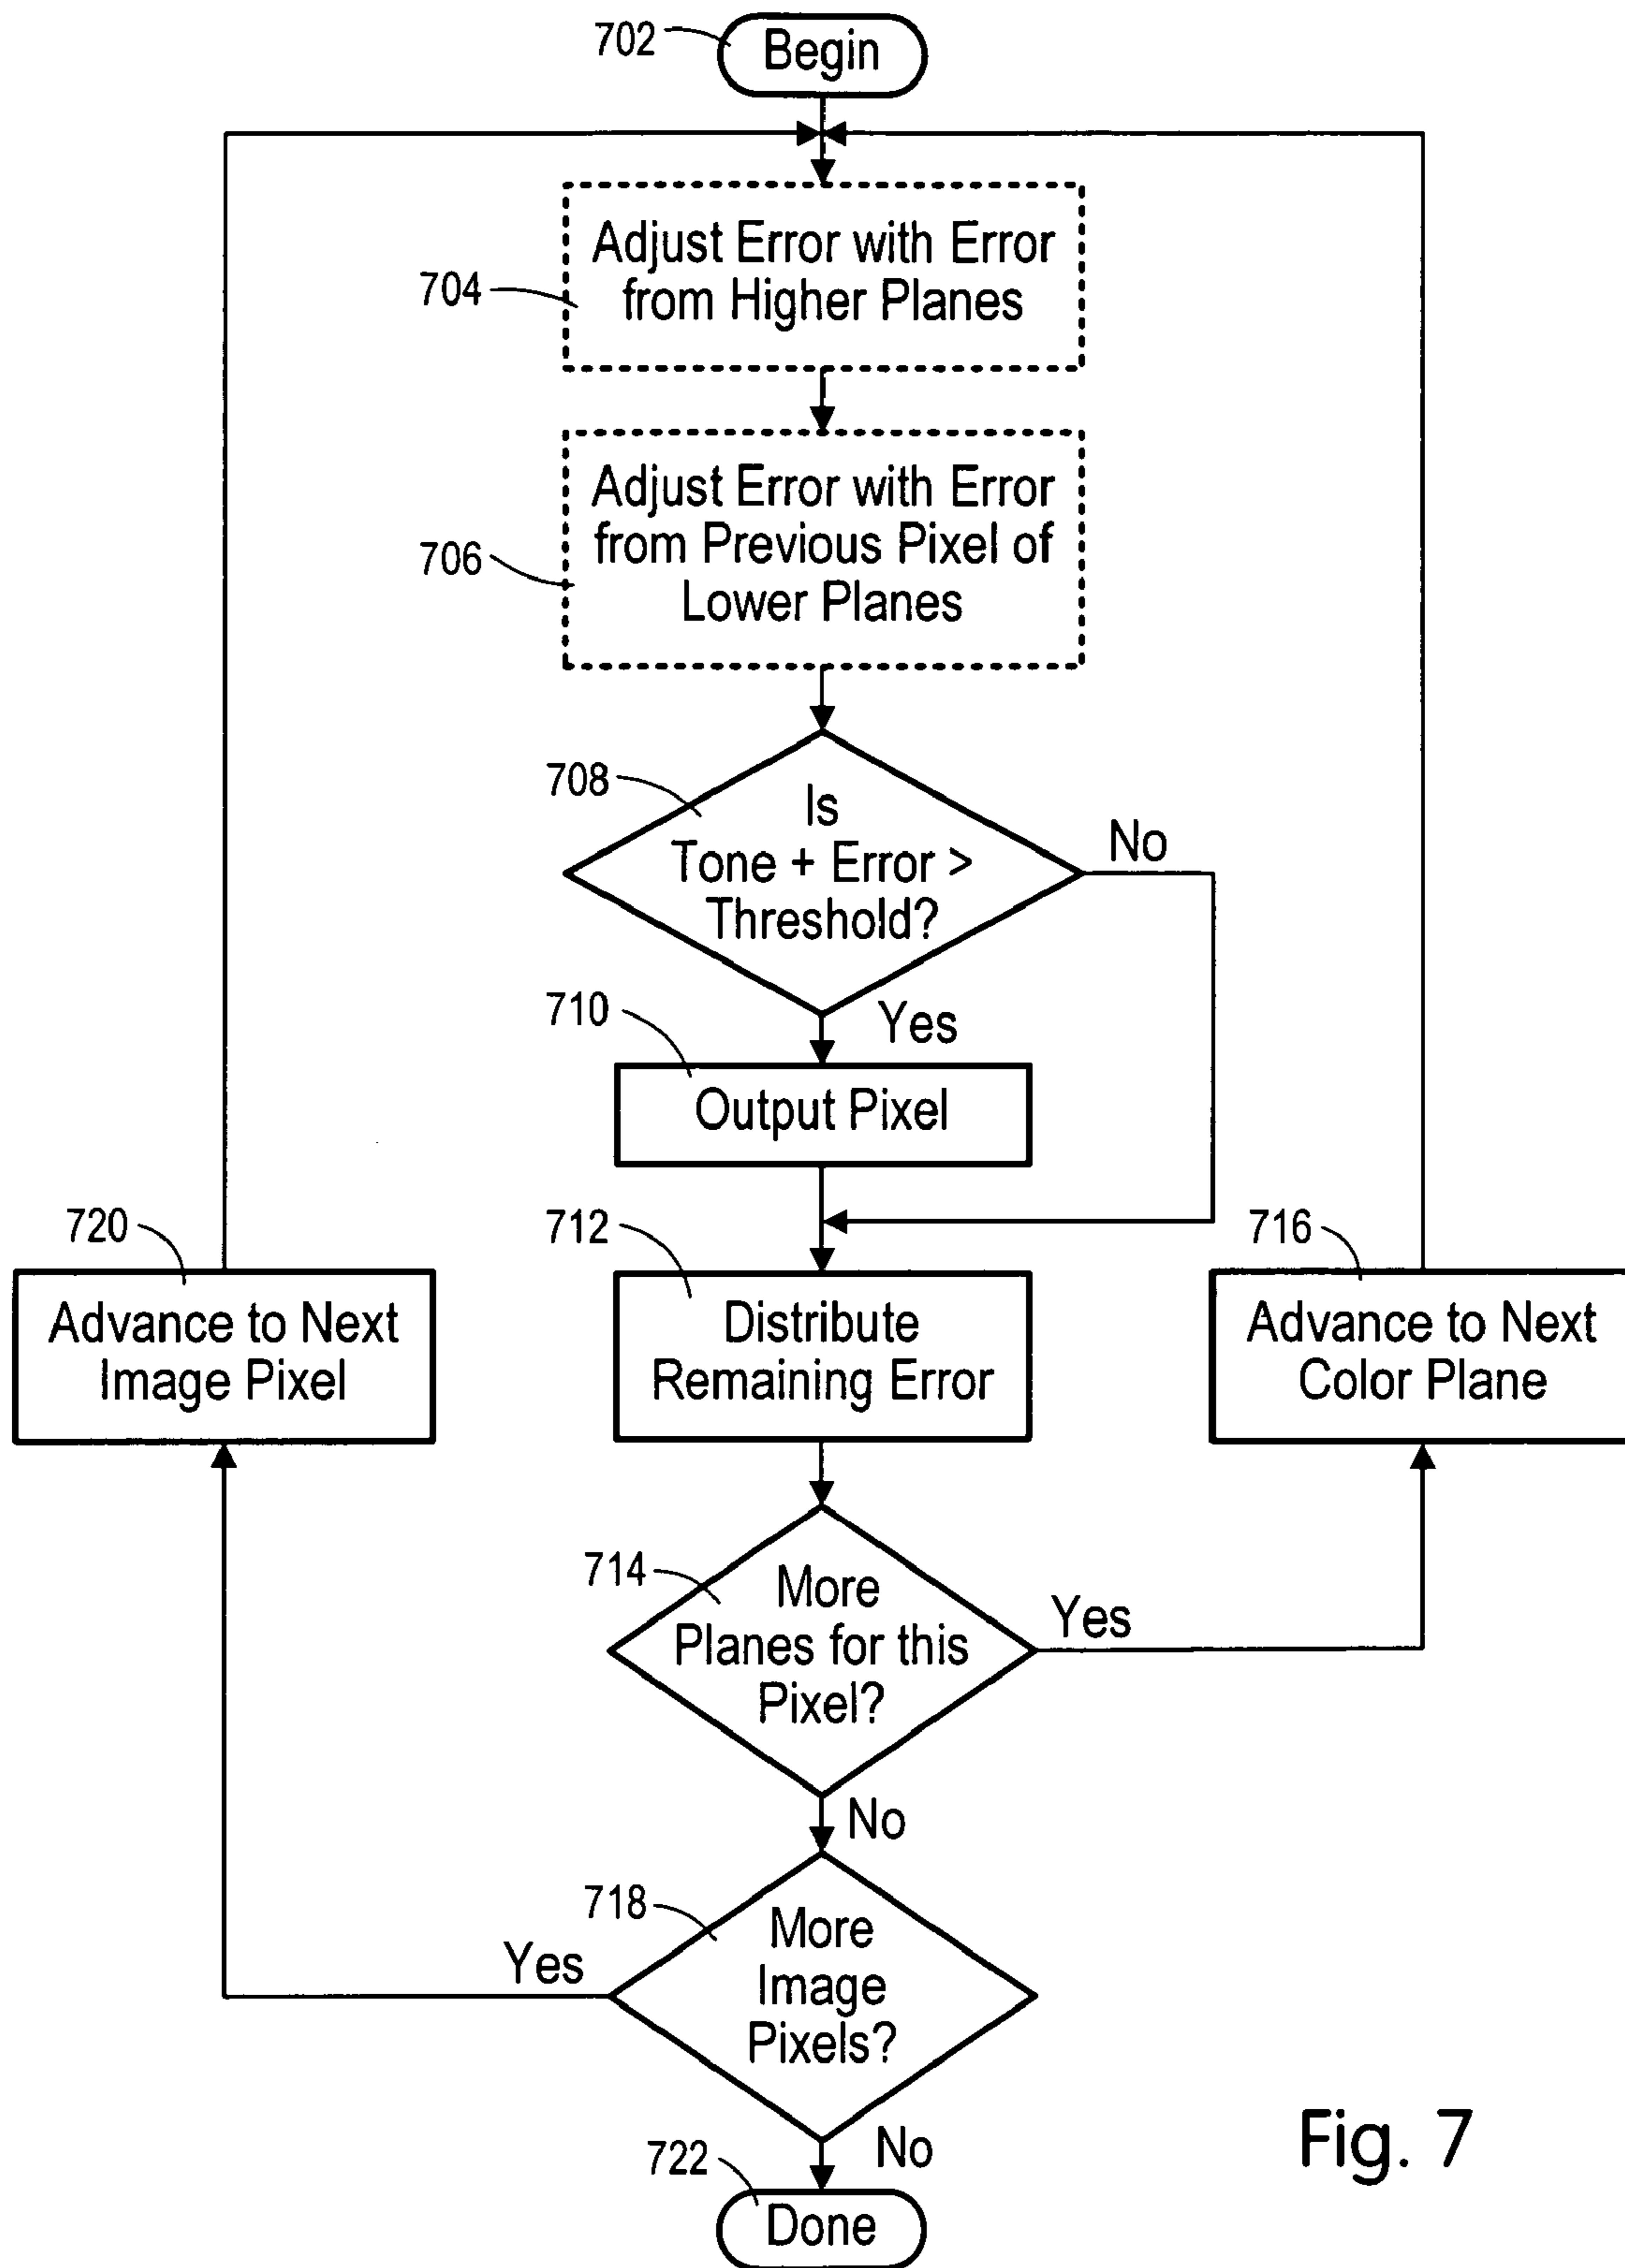 702
Begin
704
Adjust Error with Error
from Higher Planes
706
Adjust Error with Error
from Previous Pixel of
Lower Planes
708
Is
Tone + Error >
Threshold?
No
Yes
710
Output Pixel
720
Advance to Next
Image Pixel
712
Distribute
Remaining Error
716
Advance to Next
Color Plane
714
More
Planes for this
Pixel?
Yes
No
718
More
Image
Pixels?
Yes
No
722
Done
Fig. 7